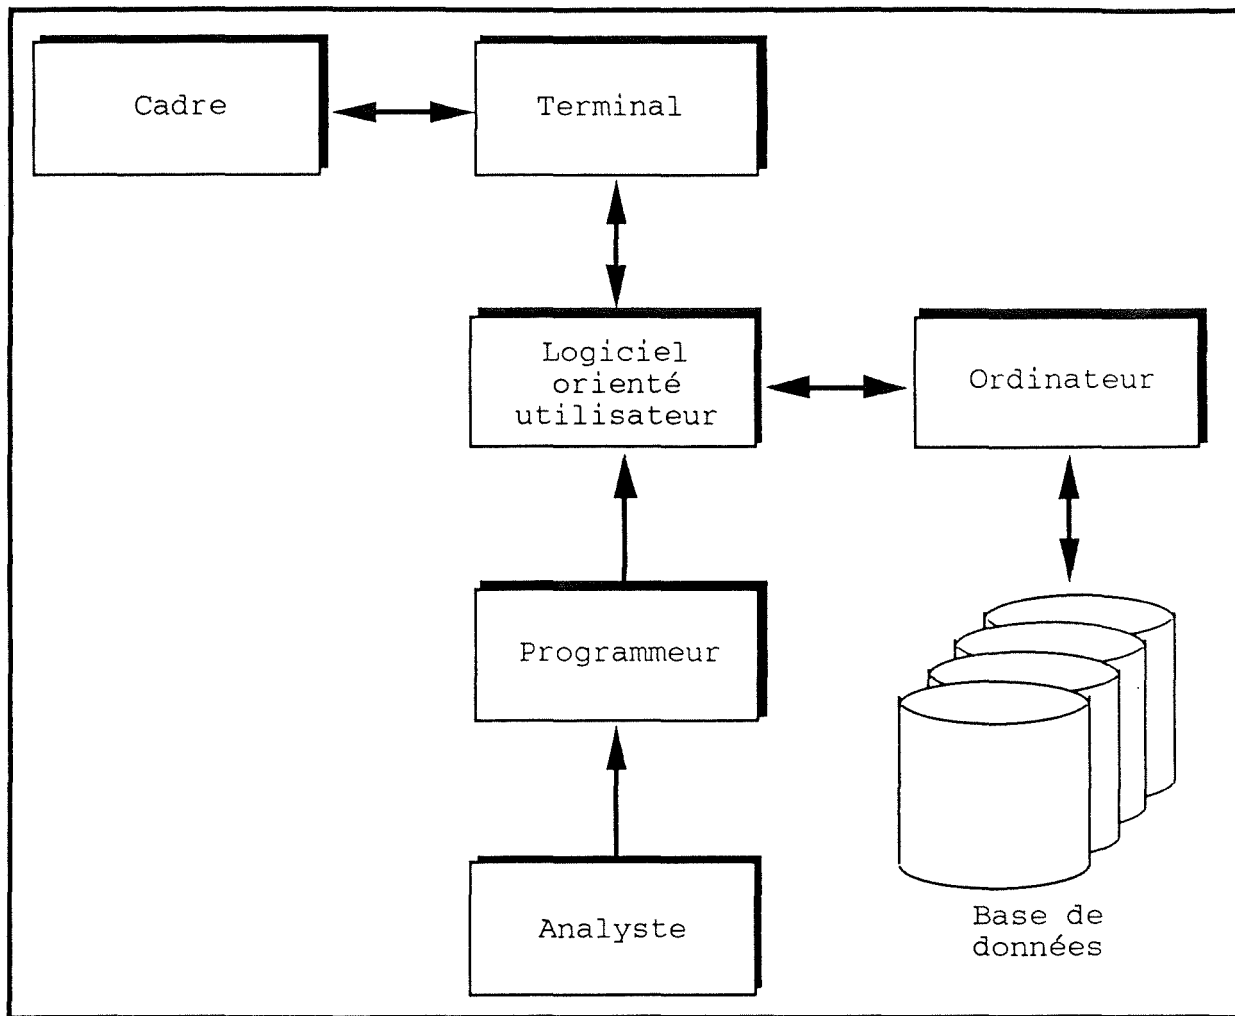 Cadre
Terminal
Logiciel
orienté
utilisateur
Ordinateur
Programmeur
Analyste
Base de
données